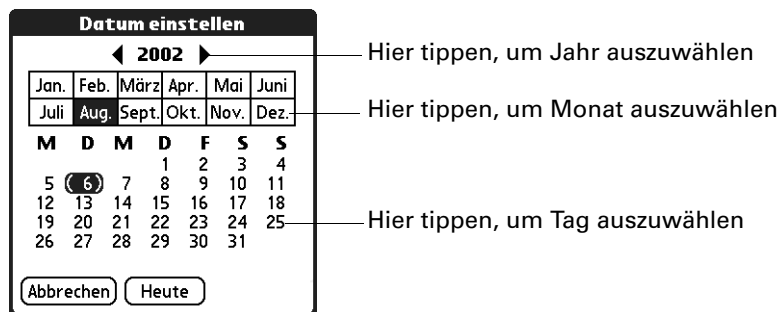 Datum einstellen
2002
Hier tippen, um Jahr auszuwählen
Jan. Feb. März Apr. Mai Juni
Juli Aug. Sept. Okt. Nov. Dez.
Hier tippen, um Monat auszuwählen
M D M D F S S
1 2 3 4
5 6 7 8 9 10 11
12 13 14 15 16 17 18
19 20 21 22 23 24 25
Hier tippen, um Tag auszuwählen
26 27 28 29 30 31
Abbrechen Heute